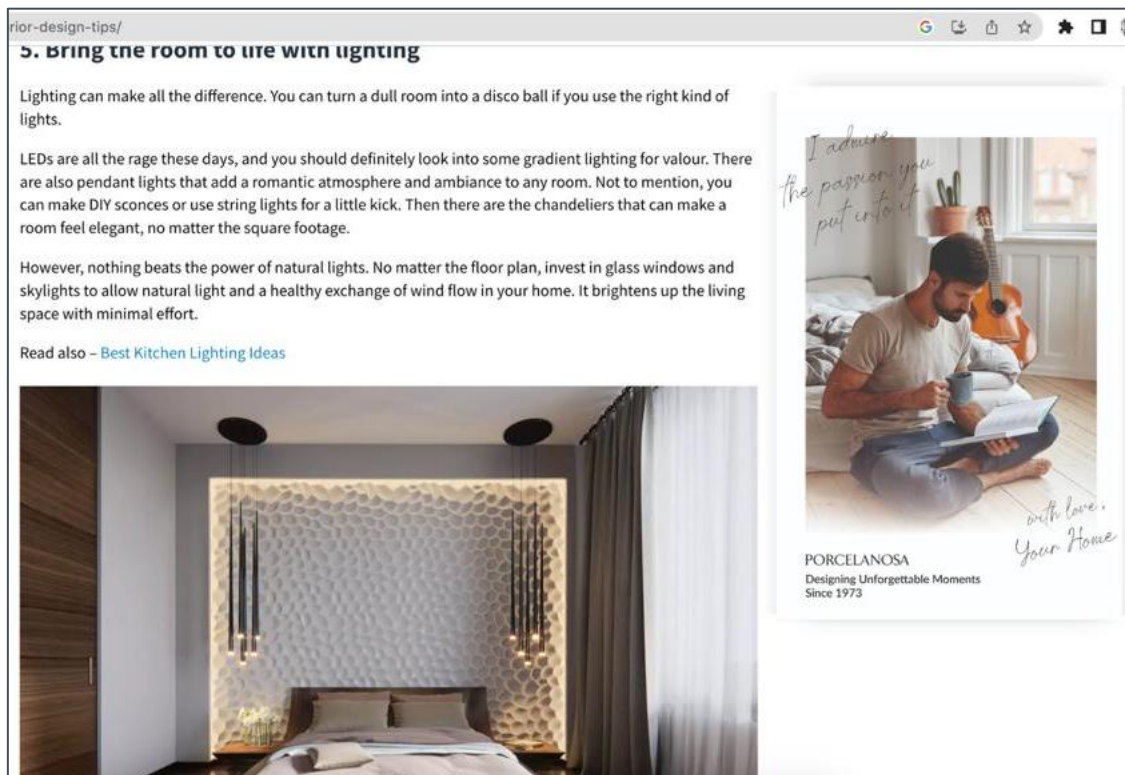 rior-design-tips/
5. Bring the room to life with lighting
Lighting can make all the difference. You can turn a dull room into a disco ball if you use the right kind of
lights.
LEDs are all the rage these days, and you should definitely look into some gradient lighting for valour. There
are also pendant lights that add a romantic atmosphere and ambiance to any room. Not to mention, you
can make DIY sconces or use string lights for a little kick. Then there are the chandeliers that can make a
room feel elegant, no matter the square footage.
However, nothing beats the power of natural lights. No matter the floor plan, invest in glass windows and
skylights to allow natural light and a healthy exchange of wind flow in your home. It brightens up the living
space with minimal effort.
Read also – Best Kitchen Lighting Ideas
I admire
the passion you
put into it
with love,
Your Home
PORCELANOSA
Designing Unforgettable Moments
Since 1973